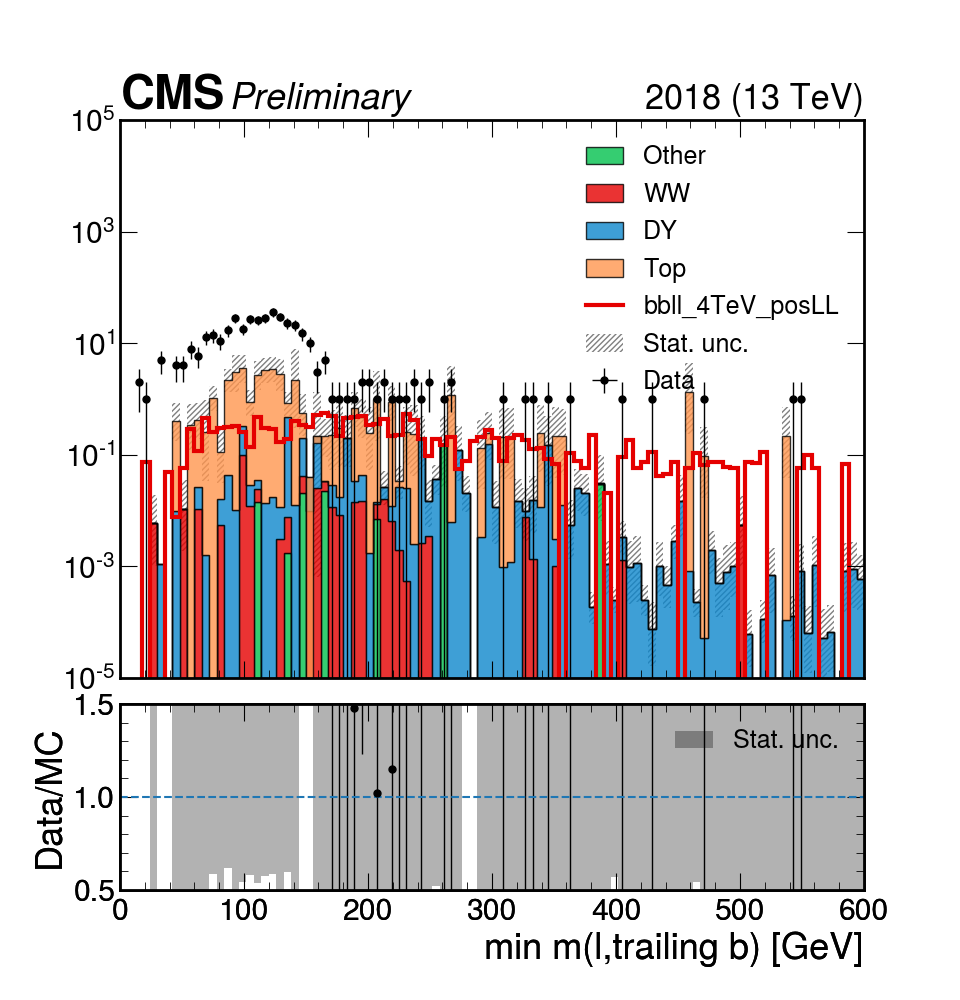 CMS Preliminary 2018 (13 TeV)
10^5
10^3
10^1
10^-1
10^-3
10^-5
Other
WW
DY
Top
bbll_4TeV_posLL
Stat. unc.
Data
Data/MC
1.5
1.0
0.5
Stat. unc.
0 100 200 300 400 500 600
min m(l,trailing b) [GeV]